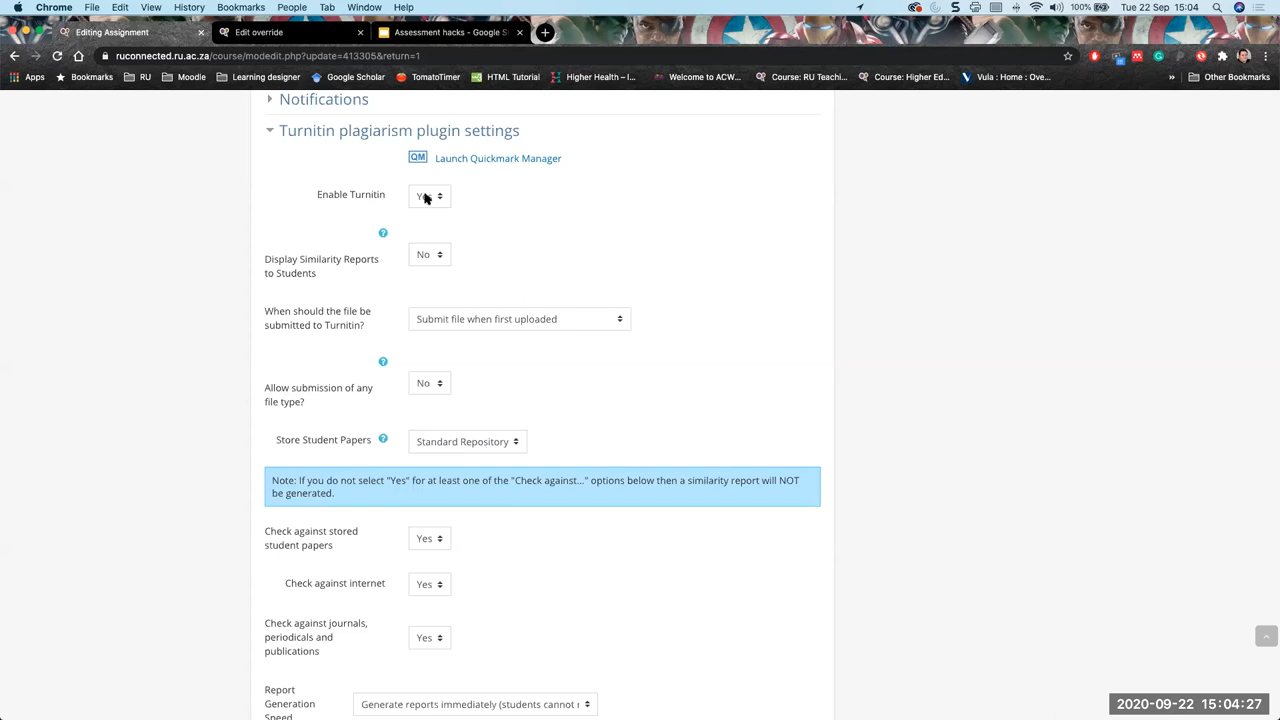 Chrome File Edit View History Bookmarks People Tab Window Help 100% Tue 22 Sep 15:04
Editing Assignment Edit override Assessment hacks - Google Sl
ruconnected.ru.ac.za/course/modedit.php?update=413305&return=1
Apps Bookmarks RU Moodle Learning designer Google Scholar TomatoTimer HTML Tutorial Higher Health – I... Welcome to ACW... Course: RU Teachi... Course: Higher Ed... Vula : Home : Ove... » Other Bookmarks
Notifications
Turnitin plagiarism plugin settings
QM Launch Quickmark Manager
Enable Turnitin
Display Similarity Reports
to Students
No
When should the file be
submitted to Turnitin?
Submit file when first uploaded
Allow submission of any
file type?
No
Store Student Papers Standard Repository
Note: If you do not select "Yes" for at least one of the "Check against..." options below then a similarity report will NOT
be generated.
Check against stored
student papers
Yes
Check against internet Yes
Check against journals,
periodicals and
publications
Yes
Report
Generation
Speed
Generate reports immediately (students cannot r
2020-09-22 15:04:27